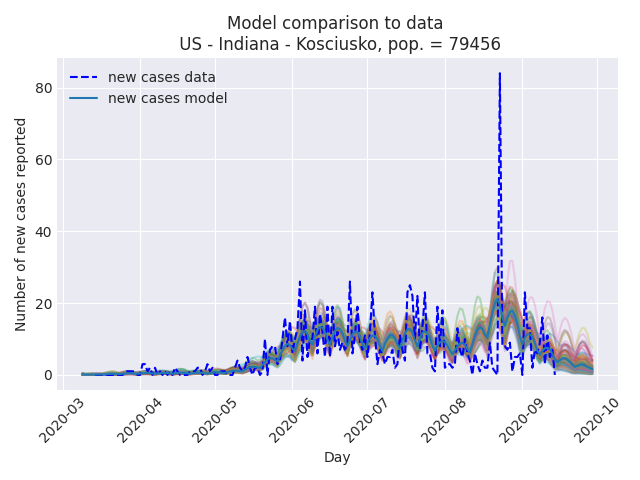 Model comparison to data
US - Indiana - Kosciusko, pop. = 79456
new cases data
new cases model
Number of new cases reported
80
60
40
20
0
2020-03
2020-04
2020-05
2020-06
2020-07
2020-08
2020-09
2020-10
Day